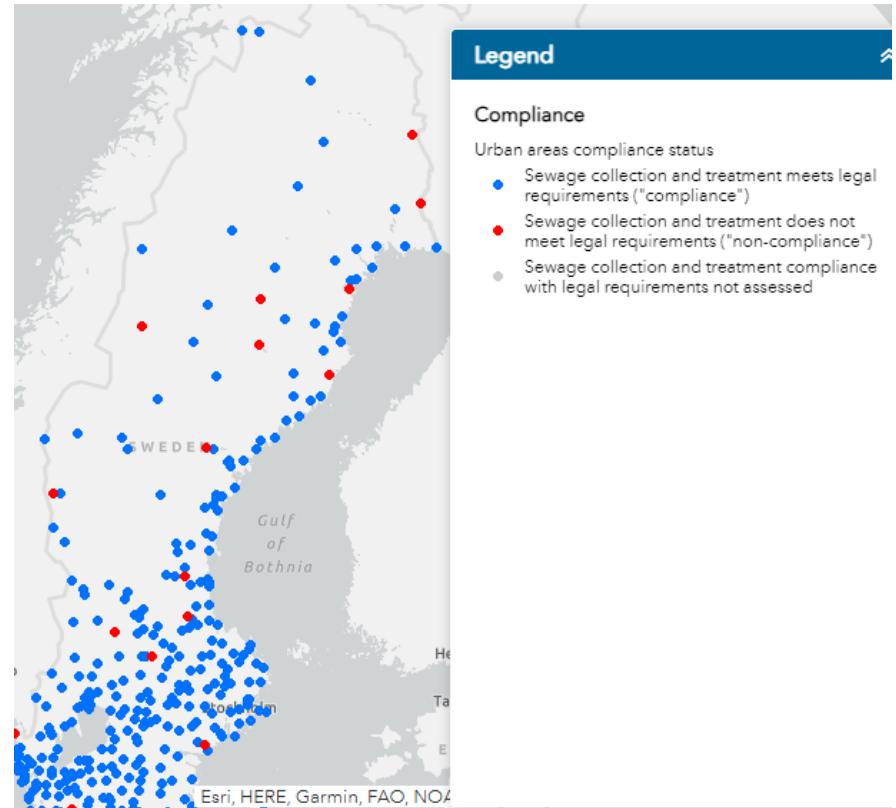 Legend
Compliance
Urban areas compliance status
Sewage collection and treatment meets legal
requirements ("compliance")
Sewage collection and treatment does not
meet legal requirements ("non-compliance")
Sewage collection and treatment compliance
with legal requirements not assessed
SWEDEN
Gulf
of
Bothnia
He
Ta
E
Stockholm
Esri, HERE, Garmin, FAO, NOA